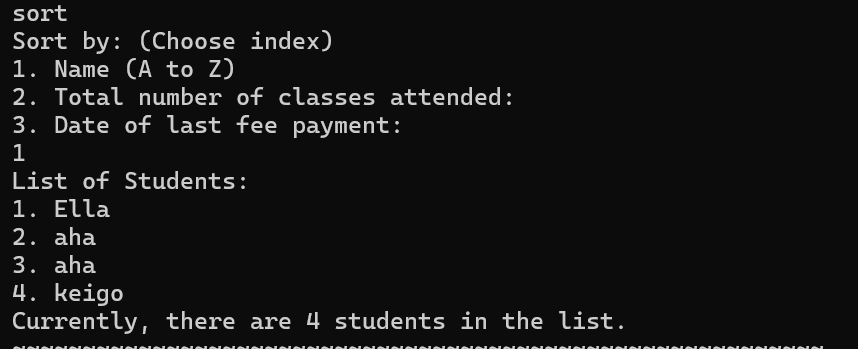 sort
Sort by: (Choose index)
1. Name (A to Z)
2. Total number of classes attended:
3. Date of last fee payment:
1
List of Students:
1. Ella
2. aha
3. aha
4. keigo
Currently, there are 4 students in the list.